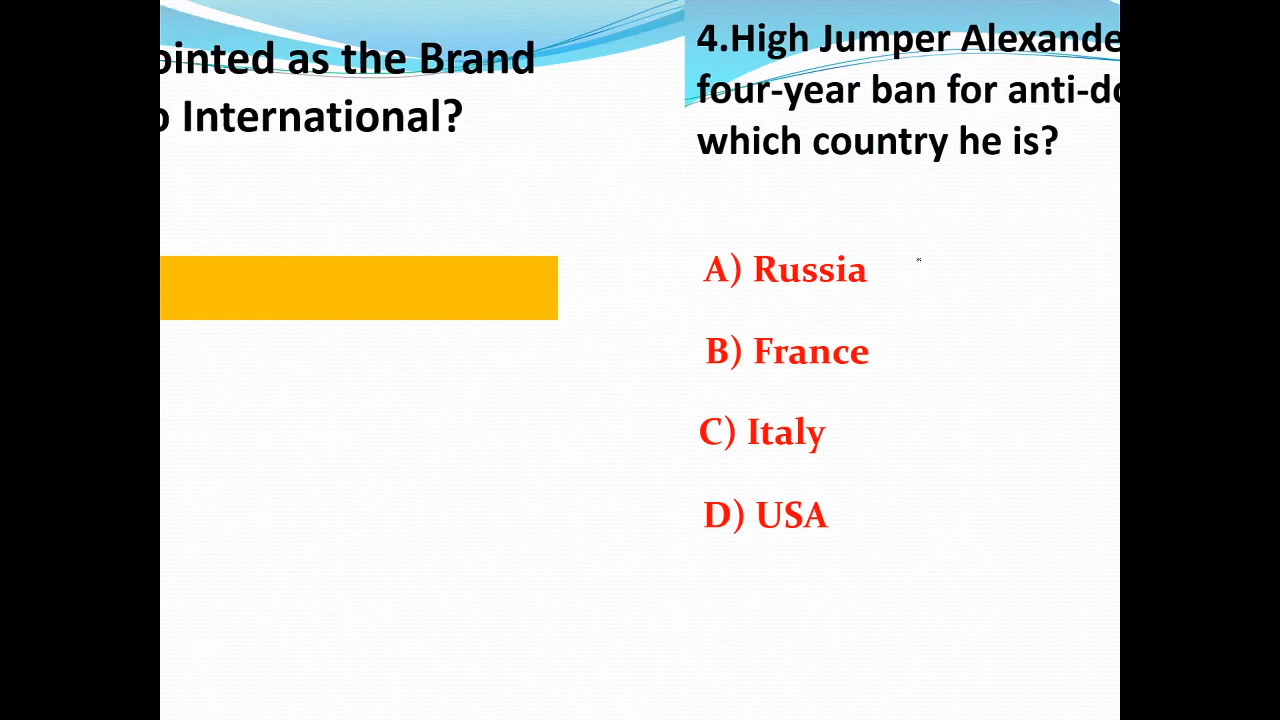 ointed as the Brand
o International?
4.High Jumper Alexande
four-year ban for anti-do
which country he is?
A) Russia
B) France
C) Italy
D) USA